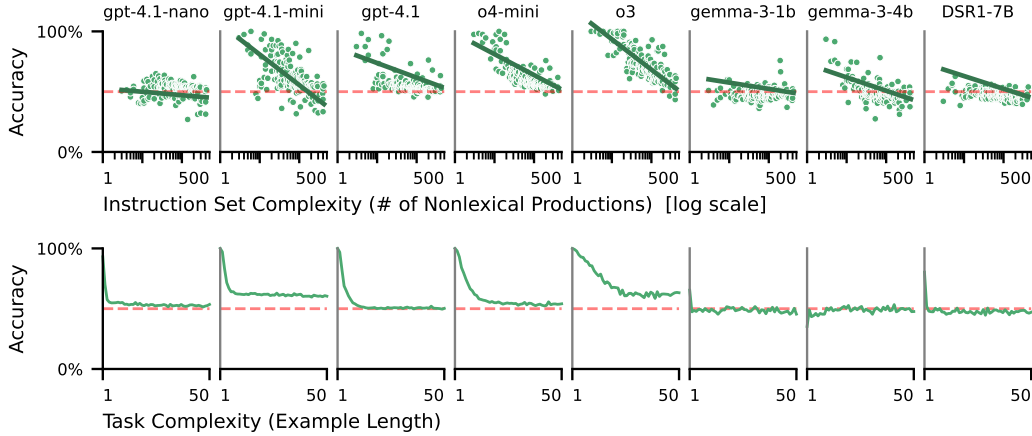 gpt-4.1-nano gpt-4.1-mini gpt-4.1 o4-mini o3 gemma-3-1b gemma-3-4b DSR1-7B
100%
Accuracy
0%
1 500 1 500 1 500 1 500 1 500 1 500 1 500 1 500
Instruction Set Complexity (# of Nonlexical Productions) [log scale]
100%
Accuracy
0%
1 50 1 50 1 50 1 50 1 50 1 50 1 50 1 50
Task Complexity (Example Length)